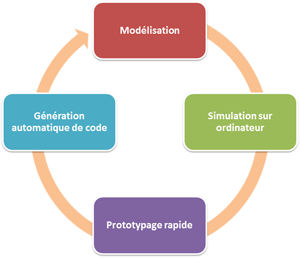 Modélisation
Simulation sur
ordinateur
Prototypage rapide
Génération
automatique de code